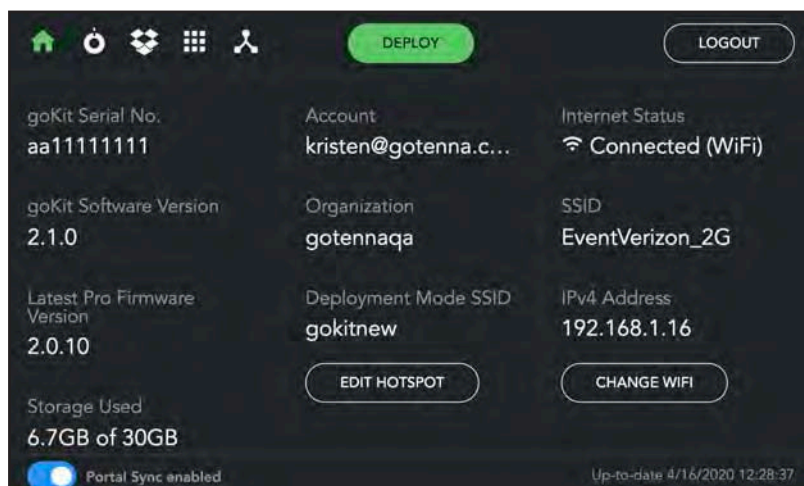 DEPLOY
LOGOUT
goKit Serial No.
aa11111111
Account
kristen@gotenna.c...
Internet Status
Connected (WiFi)
goKit Software Version
2.1.0
Organization
gotennaqa
SSID
EventVerizon_2G
Latest Pro Firmware
Version
2.0.10
Deployment Mode SSID
gokitnew
EDIT HOTSPOT
IPv4 Address
192.168.1.16
CHANGE WIFI
Storage Used
6.7GB of 30GB
Portal Sync enabled
Up-to-date 4/16/2020 12:28:37